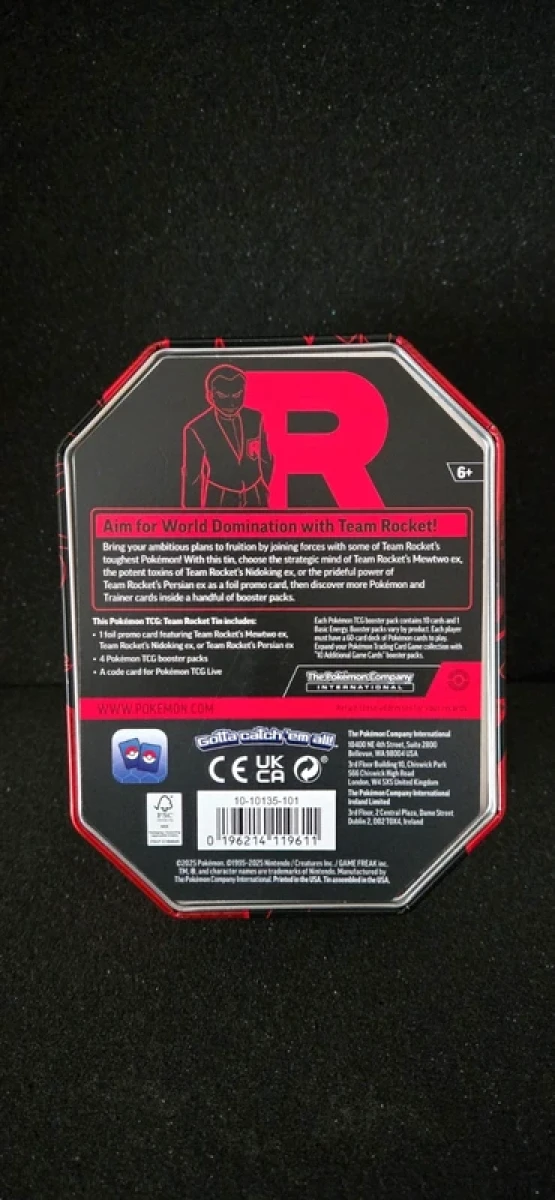 R
6+
Aim for World Domination with Team Rocket!
Bring your ambitious plans to fruition by joining forces with some of Team Rocket's
toughest Pokémon! With this tin, choose the strategic mind of Team Rocket's Mewtwo ex,
the potent toxins of Team Rocket's Nidoking ex, or the prideful power of
Team Rocket's Persian ex as a foil promo card, then discover more Pokémon and
Trainer cards inside a handful of booster packs.
This Pokémon TCG: Team Rocket Tin includes:
• 1 foil promo card featuring Team Rocket's Mewtwo ex,
Team Rocket's Nidoking ex, or Team Rocket's Persian ex
• 4 Pokémon TCG booster packs
• A code card for Pokémon TCG Live
Each Pokémon TCG booster pack contains 10 cards and 1
Basic Energy. Booster packs vary by product. Each player
must have a 60-card deck of Pokémon cards to play.
Expand your Pokémon Trading Card Game collection with
"10 Additional Game Cards" booster packs.
The Pokémon Company
INTERNATIONAL
WWW.POKEMON.COM
Gotta catch 'em all!
CE UK
CA
FSC
10-10135-101
0 196214 119611
The Pokémon Company International
10400 NE 4th Street, Suite 2800
Bellevue, WA 98004 USA
3rd Floor Building 10, Chiswick Park
566 Chiswick High Road
London, W4 5XS United Kingdom
The Pokémon Company International
Ireland Limited
3rd Floor, 2 Central Plaza, Dame Street
Dublin 2, D02 T0X4, Ireland
©2025 Pokémon. ©1995-2025 Nintendo / Creatures Inc. / GAME FREAK inc.
TM, ®, and character names are trademarks of Nintendo. Manufactured by
The Pokémon Company International. Printed in the USA. Tin assembled in the USA.